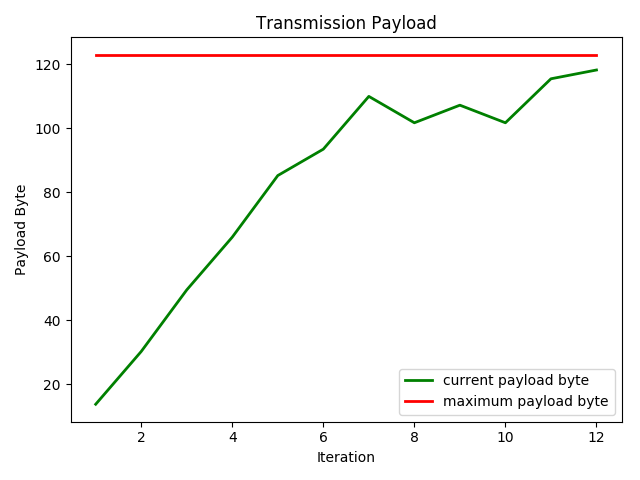 Transmission Payload
Payload Byte
120
100
80
60
40
20
2 4 6 8 10 12
Iteration
current payload byte
maximum payload byte